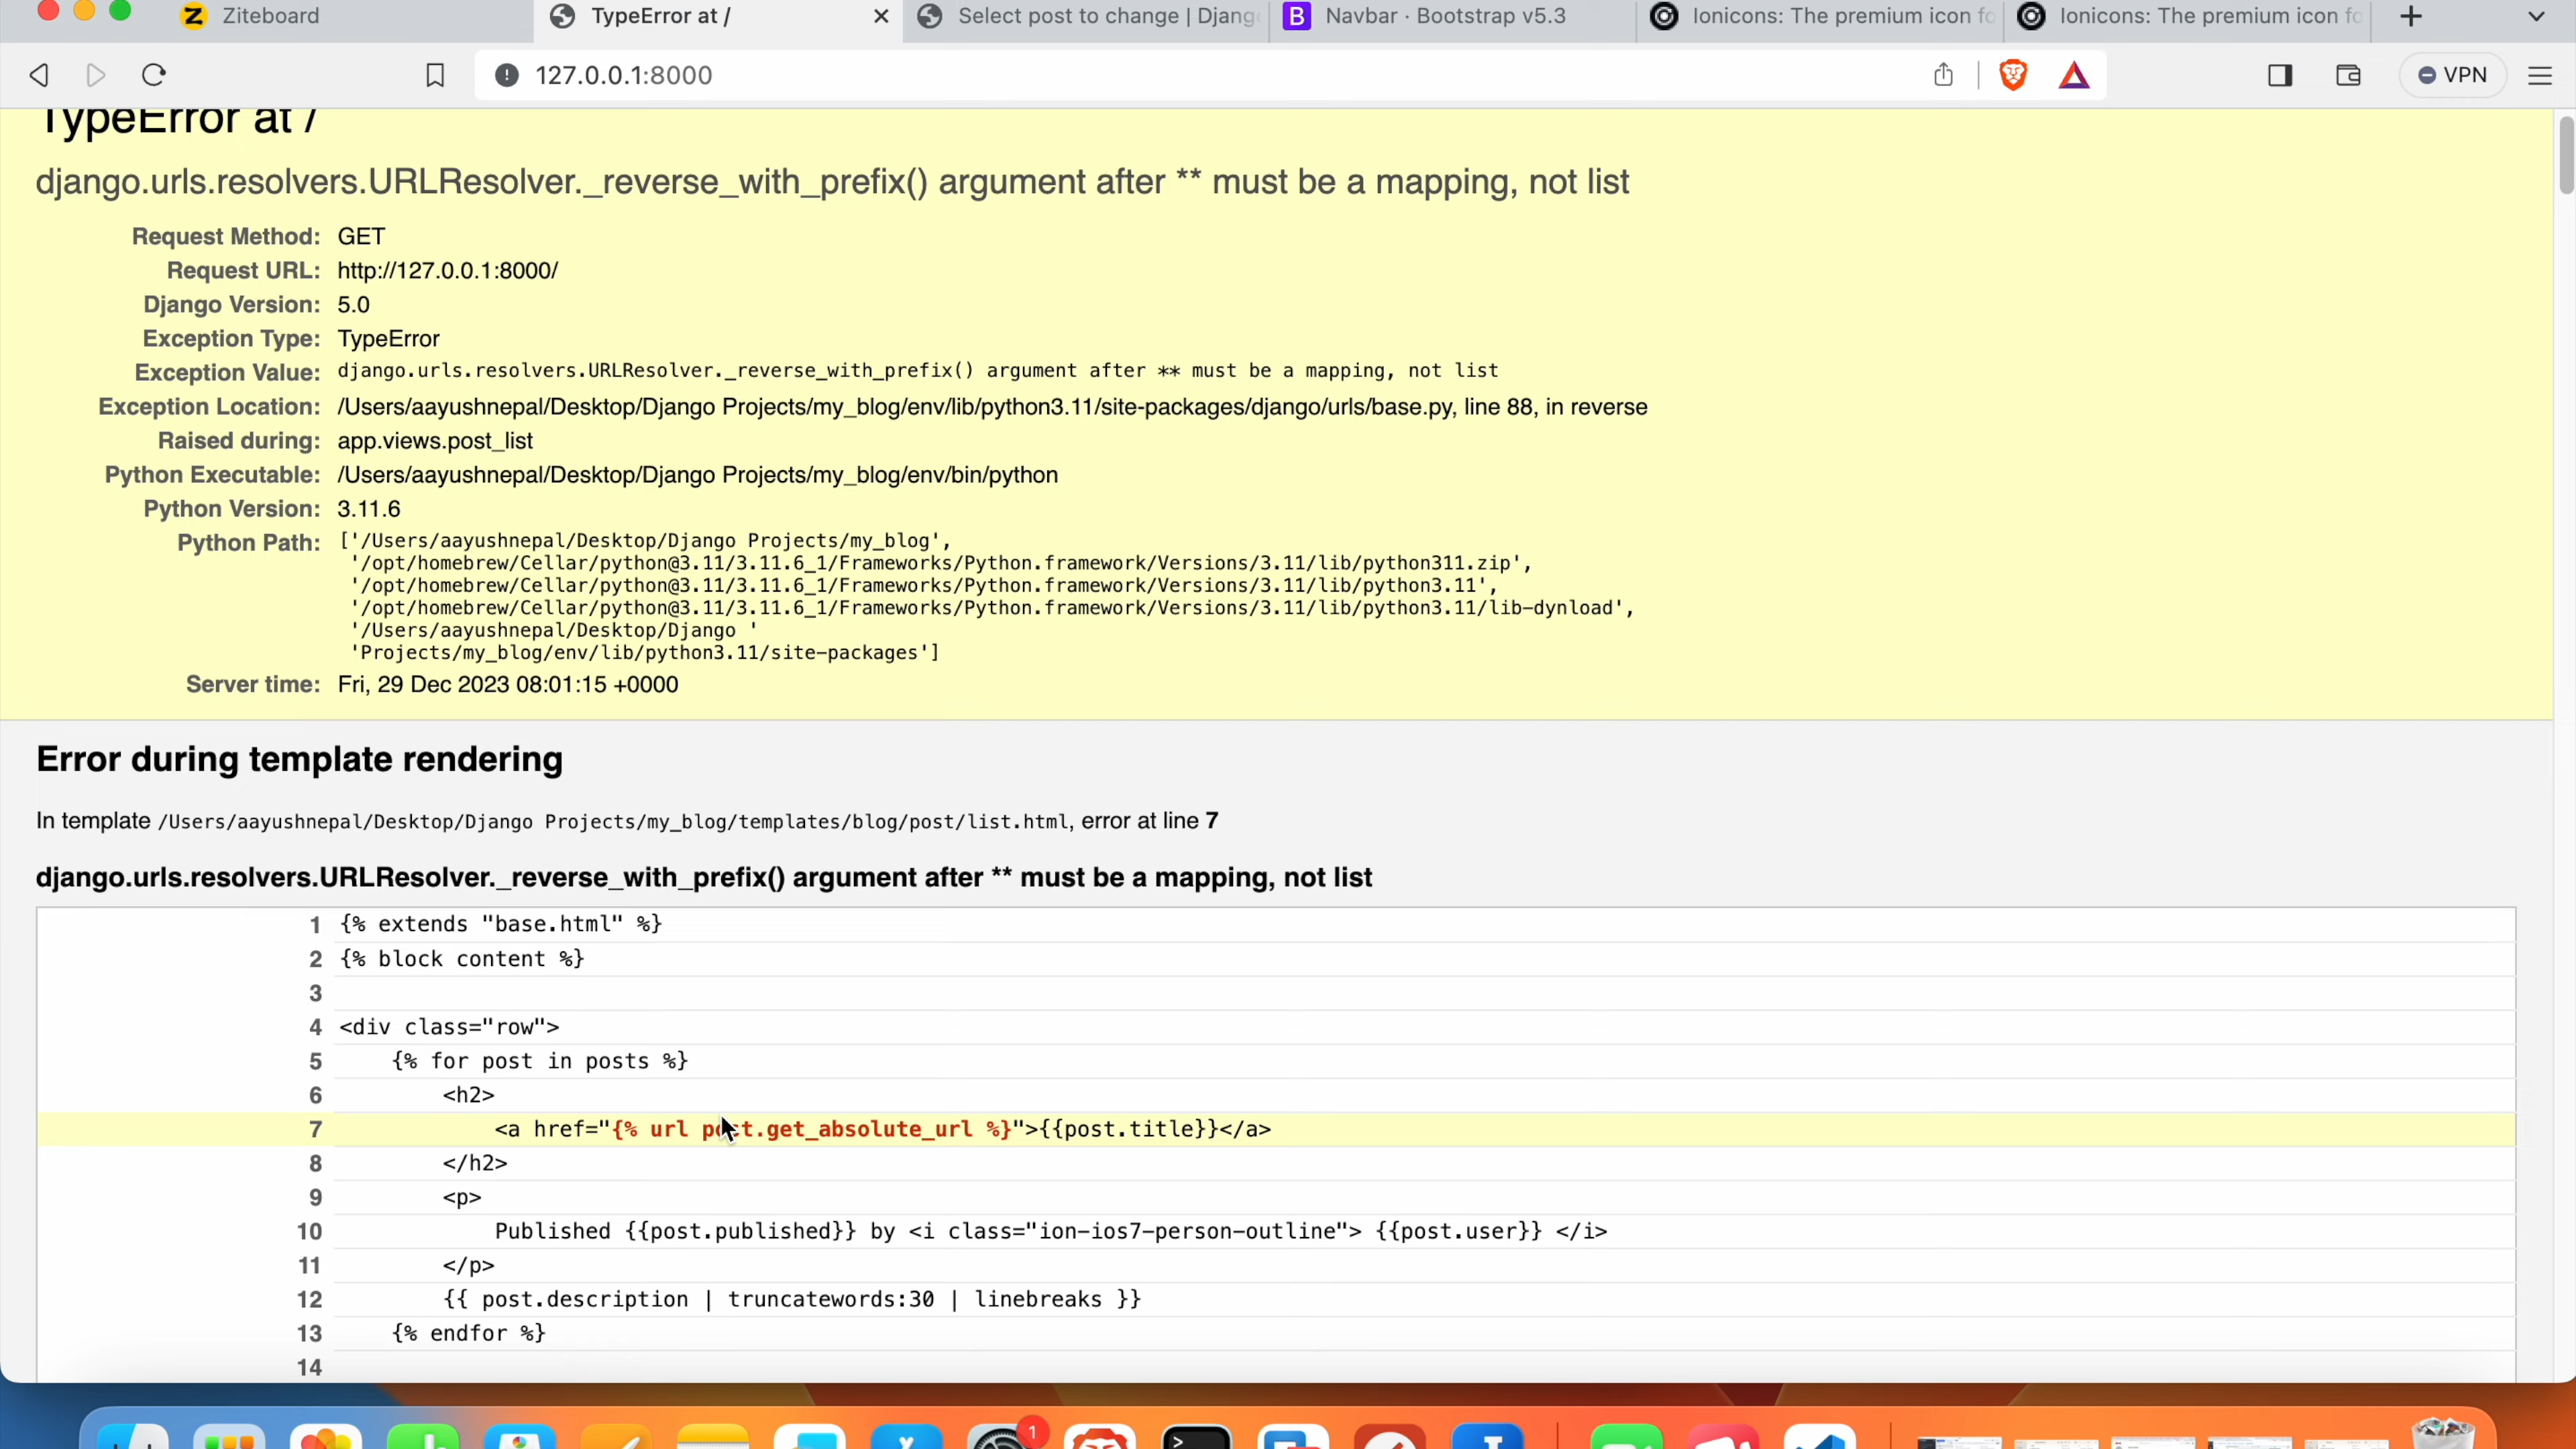 Ziteboard
TypeError at /
Select post to change | Djang
B Navbar · Bootstrap v5.3
Ionicons: The premium icon fo
Ionicons: The premium icon fo
127.0.0.1:8000
VPN
TypeError at /
django.urls.resolvers.URLResolver._reverse_with_prefix() argument after ** must be a mapping, not list
Request Method: GET
Request URL: http://127.0.0.1:8000/
Django Version: 5.0
Exception Type: TypeError
Exception Value: django.urls.resolvers.URLResolver._reverse_with_prefix() argument after ** must be a mapping, not list
Exception Location: /Users/aayushnepal/Desktop/Django Projects/my_blog/env/lib/python3.11/site-packages/django/urls/base.py, line 88, in reverse
Raised during: app.views.post_list
Python Executable: /Users/aayushnepal/Desktop/Django Projects/my_blog/env/bin/python
Python Version: 3.11.6
Python Path: ['/Users/aayushnepal/Desktop/Django Projects/my_blog',
'/opt/homebrew/Cellar/python@3.11/3.11.6_1/Frameworks/Python.framework/Versions/3.11/lib/python311.zip',
'/opt/homebrew/Cellar/python@3.11/3.11.6_1/Frameworks/Python.framework/Versions/3.11/lib/python3.11',
'/opt/homebrew/Cellar/python@3.11/3.11.6_1/Frameworks/Python.framework/Versions/3.11/lib/python3.11/lib-dynload',
'/Users/aayushnepal/Desktop/Django '
'Projects/my_blog/env/lib/python3.11/site-packages']
Server time: Fri, 29 Dec 2023 08:01:15 +0000
Error during template rendering
In template /Users/aayushnepal/Desktop/Django Projects/my_blog/templates/blog/post/list.html, error at line 7
django.urls.resolvers.URLResolver._reverse_with_prefix() argument after ** must be a mapping, not list
1 {% extends "base.html" %}
2 {% block content %}
3
4 <div class="row">
5 {% for post in posts %}
6 <h2>
7 <a href="{% url post.get_absolute_url %}">{{post.title}}</a>
8 </h2>
9 <p>
10 Published {{post.published}} by <i class="ion-ios7-person-outline"> {{post.user}} </i>
11 </p>
12 {{ post.description | truncatewords:30 | linebreaks }}
13 {% endfor %}
14
1